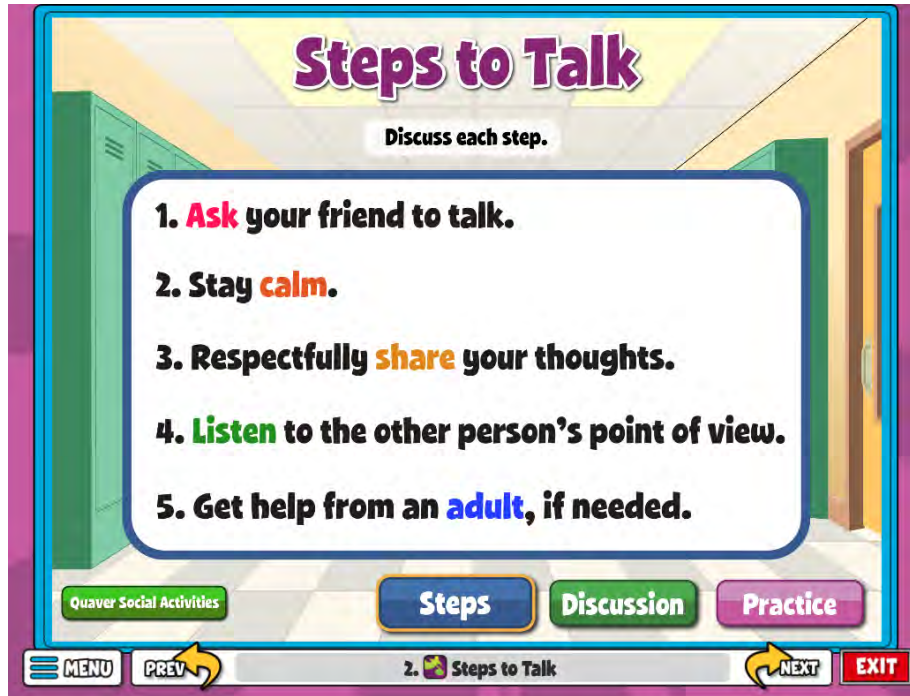 Steps to Talk
Discuss each step.
1. Ask your friend to talk.
2. Stay calm.
3. Respectfully share your thoughts.
4. Listen to the other person's point of view.
5. Get help from an adult, if needed.
Quaver Social Activities
Steps
Discussion
Practice
MENU
PREV
2. Steps to Talk
NEXT
EXIT